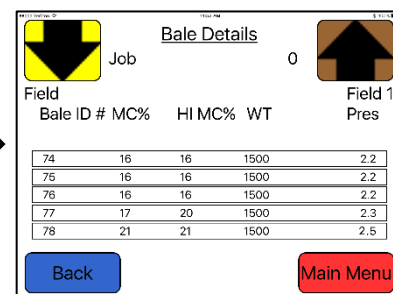 Bale Details
Job 0
Field Field 1
Bale ID # MC% HI MC% WT Pres
74 16 16 1500 2.2
75 16 16 1500 2.2
76 16 16 1500 2.2
77 17 20 1500 2.3
78 21 21 1500 2.5
Back Main Menu